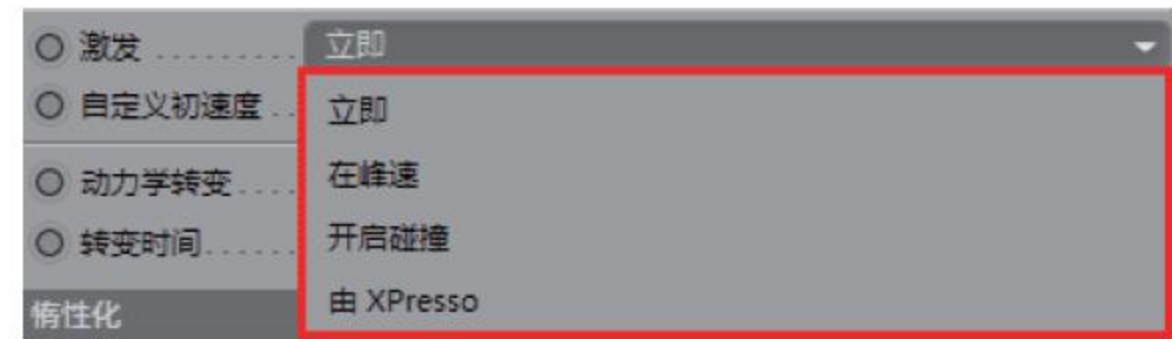 激发 立即
自定义初速度 立即
动力学转变 在峰速
转变时间 开启碰撞
惰性化 由 XPresso